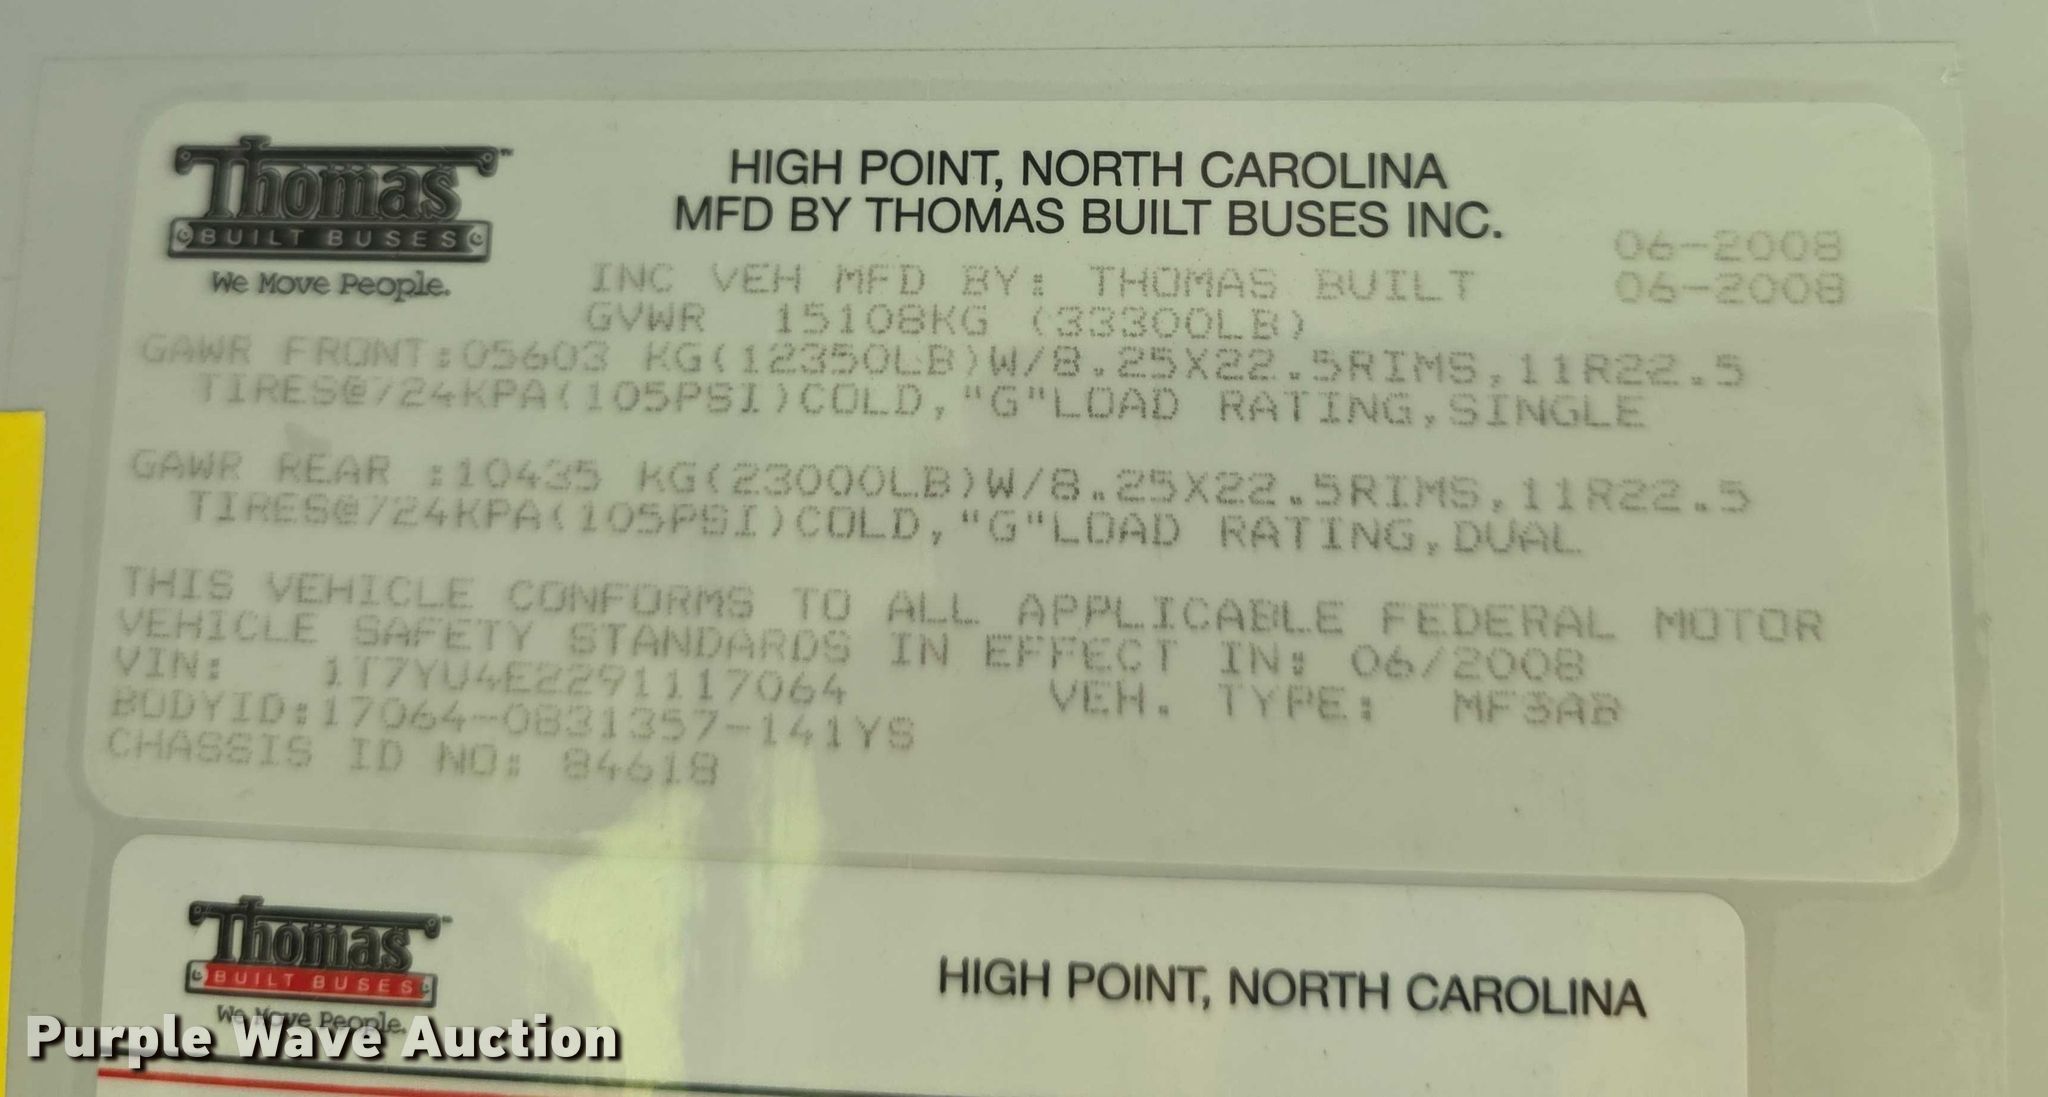 Thomas™
BUILT BUSES
We Move People.
HIGH POINT, NORTH CAROLINA
MFD BY THOMAS BUILT BUSES INC.
06-2008
INC VEH MFD BY: THOMAS BUILT 06-2008
GVWR 15108KG (33300LB)
GAWR FRONT:05603 KG(12350LB)W/8.25X22.5RIMS,11R22.5
TIRES@724KPA(105PSI)COLD,"G"LOAD RATING,SINGLE
GAWR REAR :10435 KG(23000LB)W/8.25X22.5RIMS,11R22.5
TIRES@724KPA(105PSI)COLD,"G"LOAD RATING,DUAL
THIS VEHICLE CONFORMS TO ALL APPLICABLE FEDERAL MOTOR
VEHICLE SAFETY STANDARDS IN EFFECT IN: 06/2008
VIN: 1T7YU4E2291117064 VEH. TYPE: MF3AB
BODYID:17064-0831357-141YS
CHASSIS ID NO: 84618
Thomas™
BUILT BUSES
We Move People.
HIGH POINT, NORTH CAROLINA
Purple Wave Auction